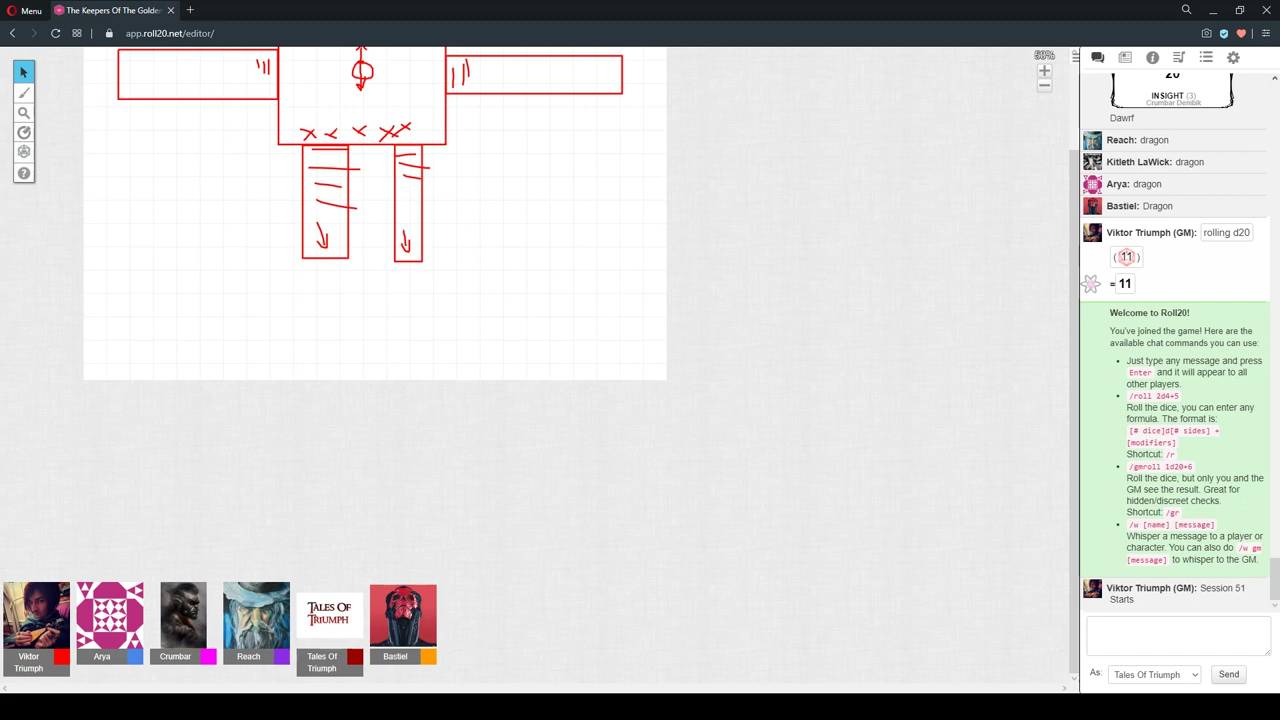 Menu
The Keepers Of The Golde
app.roll20.net/editor/
20
INSIGHT (3)
Crumbar Denibik
Dawrf
Reach: dragon
Kitleth LaWick: dragon
Arya: dragon
Bastiel: Dragon
Viktor Triumph (GM): rolling d20
(11)
=11
Welcome to Roll20!
You've joined the game! Here are the
available chat commands you can use:
• Just type any message and press
Enter and it will appear to all
other players.
• /roll 2d4+5
Roll the dice, you can enter any
formula. The format is:
[# dice]d[# sides] +
[modifiers]
Shortcut: /r
• /gmroll 1d20+6
Roll the dice, but only you and the
GM see the result. Great for
hidden/discreet checks.
Shortcut: /gr
• /w [name] [message]
Whisper a message to a player or
character. You can also do /w gm
[message] to whisper to the GM.
Viktor Triumph (GM): Session 51
Starts
As:
Tales Of Triumph
Send
Viktor
Triumph
Arya
Crumbar
Reach
TALES OF
TRIUMPH
Tales Of
Triumph
Bastiel